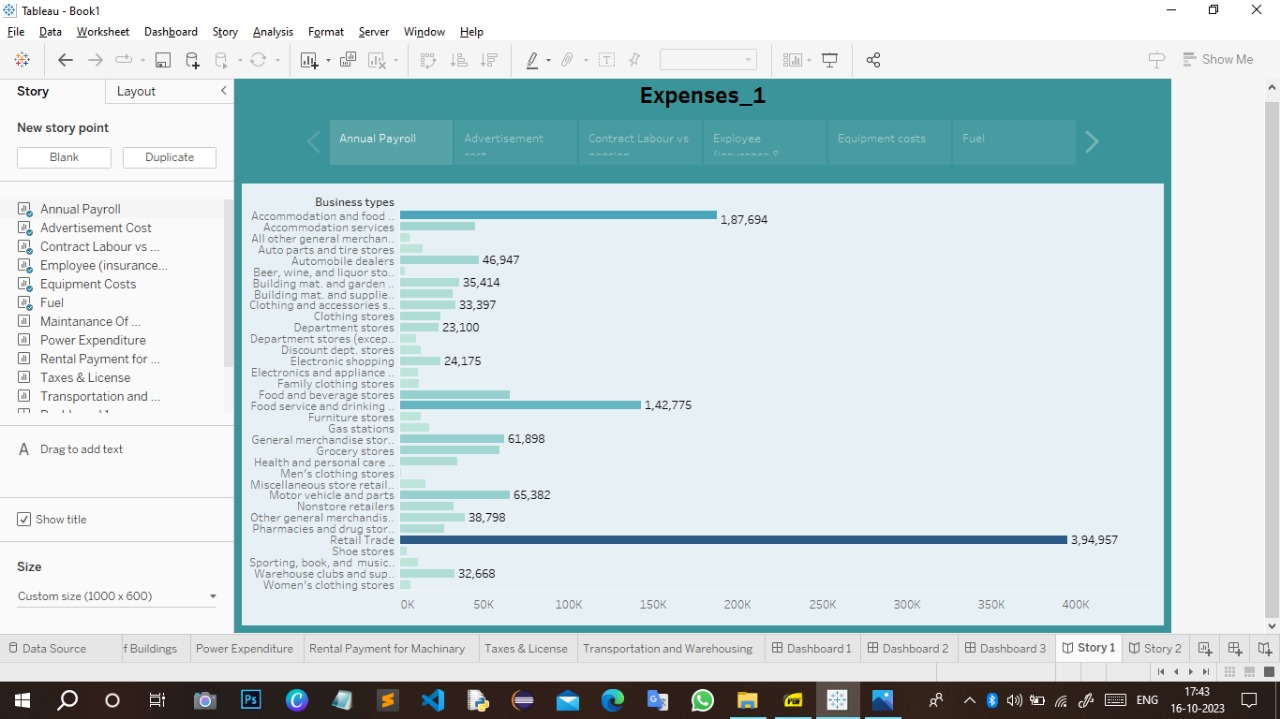 Tableau - Book1
File Data Worksheet Dashboard Story Analysis Format Server Window Help
Show Me
Story Layout
New story point
Blank Duplicate
Annual Payroll
Advertisement Cost
Contract Labour vs ...
Employee (insurance...
Equipment Costs
Fuel
Maintanance Of ...
Power Expenditure
Rental Payment for ...
Taxes & License
Transportation and ...
A Drag to add text
Show title
Size
Custom size (1000 x 600)
Expenses_1
Annual Payroll
Advertisement
cost
Contract Labour vs
pension
Exployee
(insurance &
Equipment costs
Fuel
Business types
Accommodation and food .. 1,87,694
Accommodation services
All other general merchan..
Auto parts and tire stores
Automobile dealers 46,947
Beer, wine, and liquor sto..
Building mat. and garden .. 35,414
Building mat. and supplie..
Clothing and accessories s.. 33,397
Clothing stores
Department stores 23,100
Department stores (excep..
Discount dept. stores
Electronic shopping 24,175
Electronics and appliance ..
Family clothing stores
Food and beverage stores
Food service and drinking .. 1,42,775
Furniture stores
Gas stations
General merchandise stor.. 61,898
Grocery stores
Health and personal care ..
Men's clothing stores
Miscellaneous store retail..
Motor vehicle and parts 65,382
Nonstore retailers
Other general merchandis.. 38,798
Pharmacies and drug stor..
Retail Trade 3,94,957
Shoe stores
Sporting, book, and music..
Warehouse clubs and sup.. 32,668
Women's clothing stores
0K 50K 100K 150K 200K 250K 300K 350K 400K
Data Source f Buildings Power Expenditure Rental Payment for Machinary Taxes & License Transportation and Warehousing Dashboard 1 Dashboard 2 Dashboard 3 Story 1 Story 2
Ps PDF ENG 17:43
16-10-2023